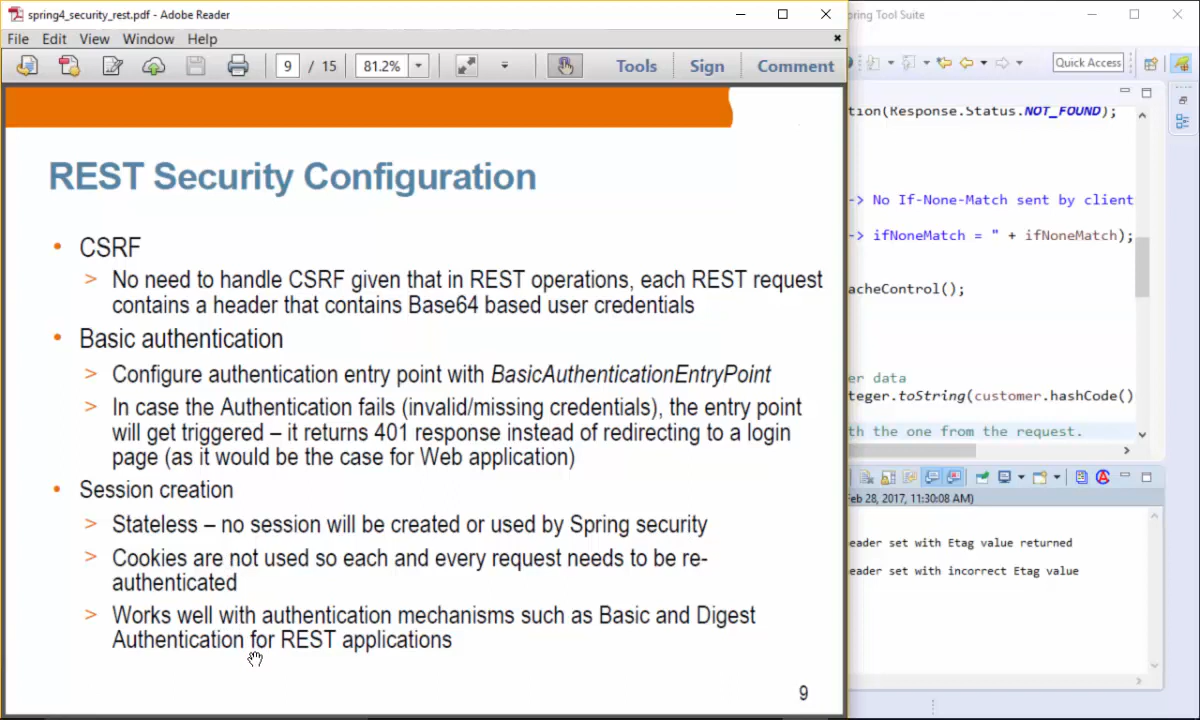 spring4_security_rest.pdf - Adobe Reader
File Edit View Window Help
9 / 15 81.2% Tools Sign Comment
REST Security Configuration
• CSRF
> No need to handle CSRF given that in REST operations, each REST request
contains a header that contains Base64 based user credentials
• Basic authentication
> Configure authentication entry point with BasicAuthenticationEntryPoint
> In case the Authentication fails (invalid/missing credentials), the entry point
will get triggered – it returns 401 response instead of redirecting to a login
page (as it would be the case for Web application)
• Session creation
> Stateless – no session will be created or used by Spring security
> Cookies are not used so each and every request needs to be re-
authenticated
> Works well with authentication mechanisms such as Basic and Digest
Authentication for REST applications
9
ring Tool Suite
Quick Access
tion(Response.Status.NOT_FOUND);
-> No If-None-Match sent by client
-> ifNoneMatch = " + ifNoneMatch);
acheControl();
er data
teger.toString(customer.hashCode()
th the one from the request.
Feb 28, 2017, 11:30:08 AM)
eader set with Etag value returned
eader set with incorrect Etag value